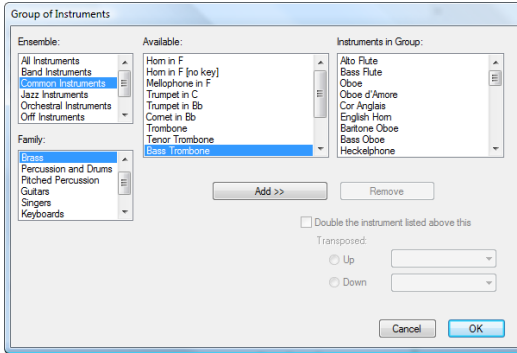 Group of Instruments
Ensemble:
All Instruments
Band Instruments
Common Instruments
Jazz Instruments
Orchestral Instruments
Orff Instruments
Family:
Brass
Percussion and Drums
Pitched Percussion
Guitars
Singers
Keyboards
Available:
Horn in F
Horn in F [no key]
Mellophone in F
Trumpet in C
Trumpet in Bb
Cornet in Bb
Trombone
Tenor Trombone
Bass Trombone
Instruments in Group:
Alto Flute
Bass Flute
Oboe
Oboe d'Amore
Cor Anglais
English Horn
Baritone Oboe
Bass Oboe
Heckelphone
Add >>
Remove
Double the instrument listed above this
Transposed:
Up
Down
Cancel
OK